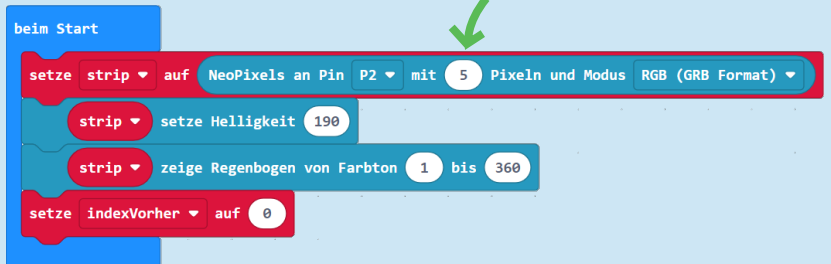 beim Start
setze strip auf NeoPixels an Pin P2 mit 5 Pixeln und Modus RGB (GRB Format)
strip setze Helligkeit 190
strip zeige Regenbogen von Farbton 1 bis 360
setze indexVorher auf 0